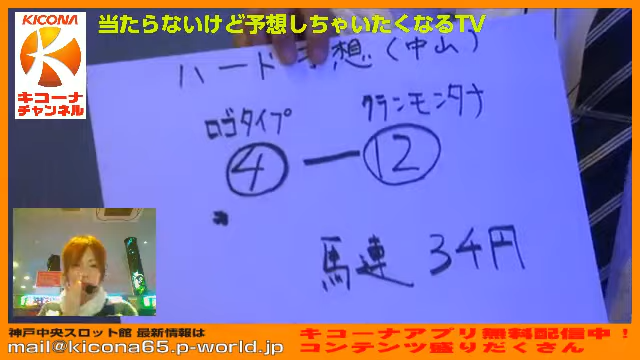 KICONA
キコーナ
チャンネル
当たらないけど予想しちゃいたくなるTV
ハード予想(中山)
ロゴタイプ クランモンタナ
④ー⑫
馬連 34円
神戸中央スロット館 最新情報は
mail@kicona65.p-world.jp
キコーナアプリ無料配信中!
コンテンツ盛りだくさん